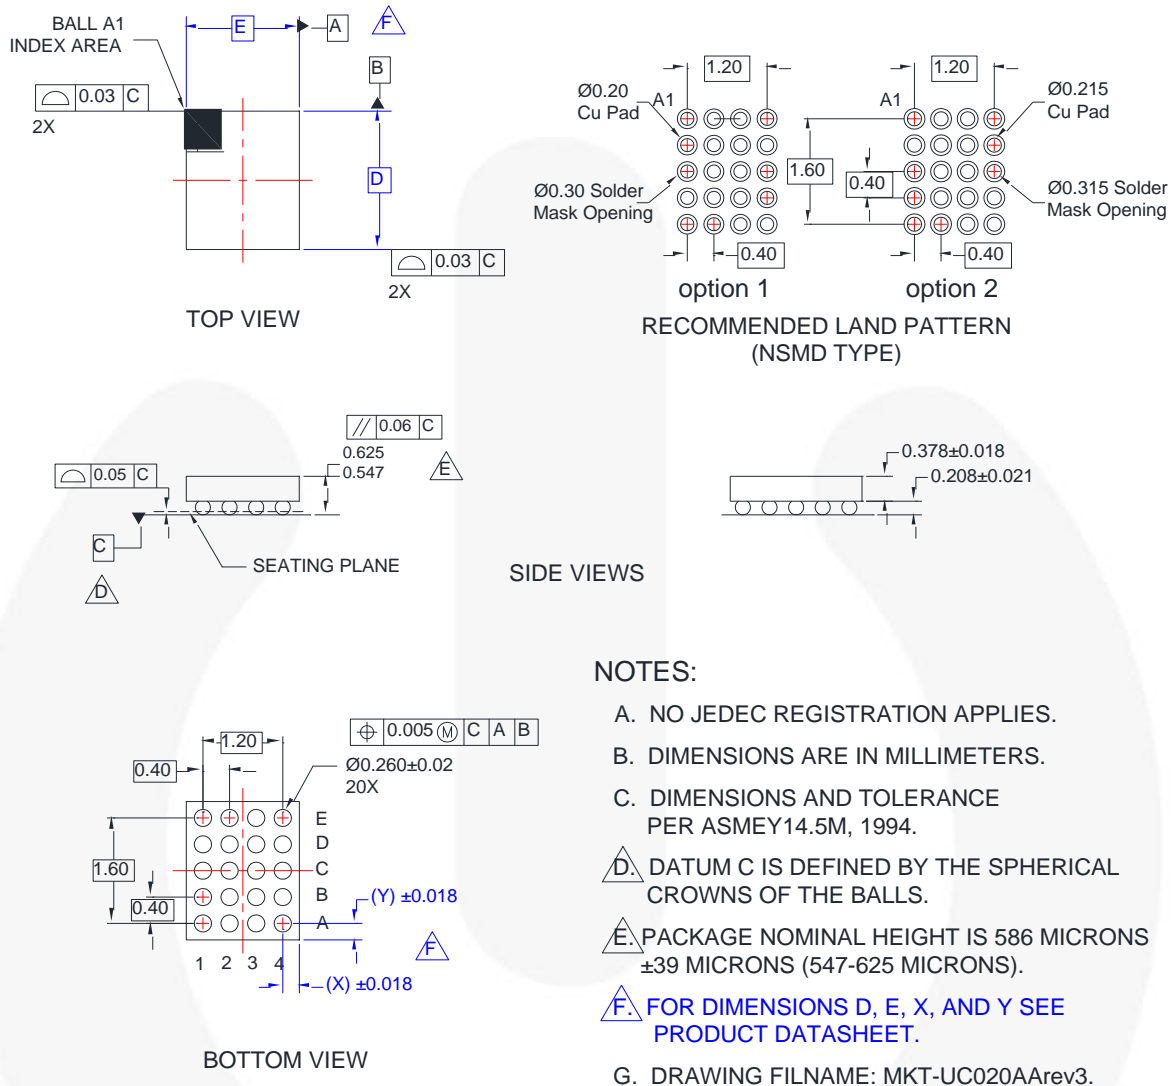 BALL A1
INDEX AREA
E
A
F
B
0.03 C
2X
D
0.03 C
2X
TOP VIEW
1.20
Ø0.20
Cu Pad
A1
Ø0.30 Solder
Mask Opening
0.40
option 1
1.60
0.40
1.20
A1
Ø0.215
Cu Pad
Ø0.315 Solder
Mask Opening
0.40
option 2
RECOMMENDED LAND PATTERN
(NSMD TYPE)
// 0.06 C
0.625
0.547
E
0.05 C
C
D
SEATING PLANE
0.378±0.018
0.208±0.021
SIDE VIEWS
0.005 M C A B
1.20
Ø0.260±0.02
20X
0.40
1.60
0.40
E
D
C
B
A
(Y) ±0.018
F
1 2 3 4
(X) ±0.018
BOTTOM VIEW
NOTES:
A. NO JEDEC REGISTRATION APPLIES.
B. DIMENSIONS ARE IN MILLIMETERS.
C. DIMENSIONS AND TOLERANCE
PER ASMEY14.5M, 1994.
D. DATUM C IS DEFINED BY THE SPHERICAL
CROWNS OF THE BALLS.
E. PACKAGE NOMINAL HEIGHT IS 586 MICRONS
±39 MICRONS (547-625 MICRONS).
F. FOR DIMENSIONS D, E, X, AND Y SEE
PRODUCT DATASHEET.
G. DRAWING FILNAME: MKT-UC020AArev3.